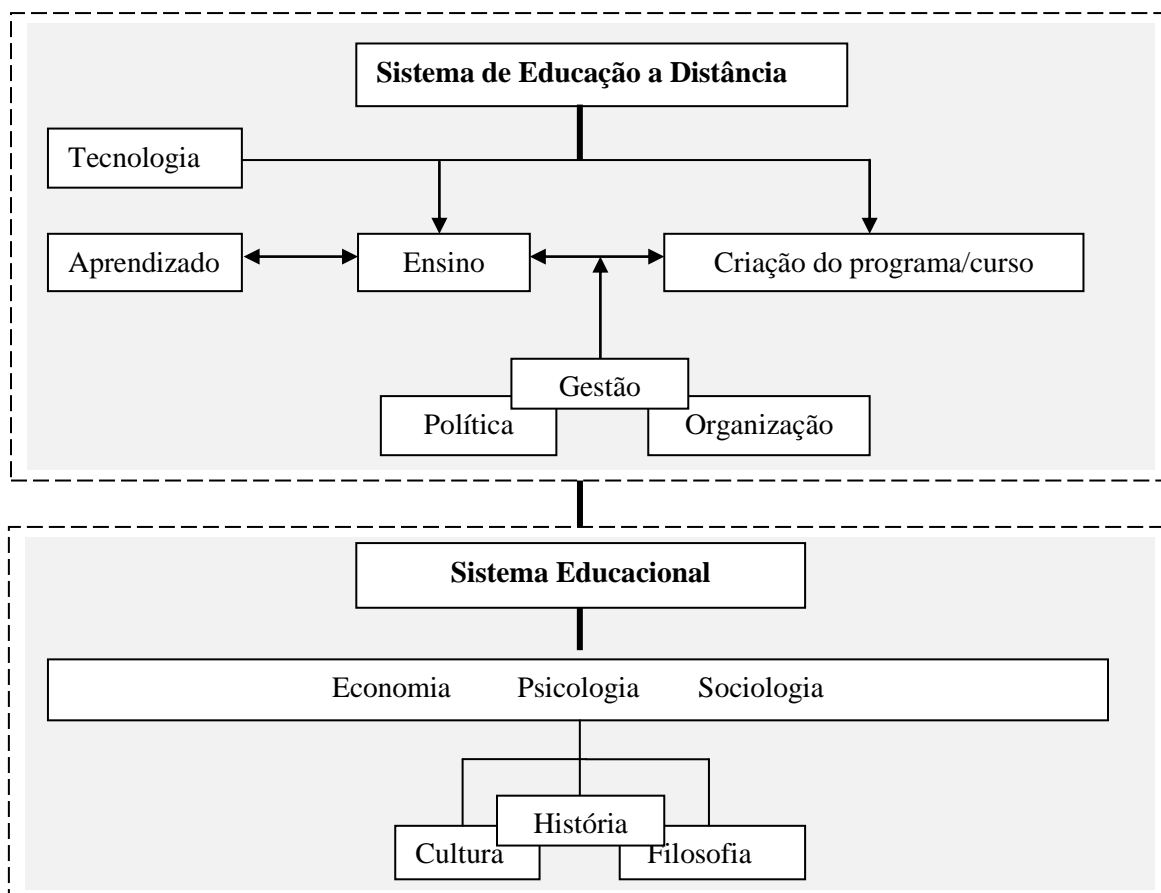 Sistema de Educação a Distância
Tecnologia
Aprendizado
Ensino
Criação do programa/curso
Gestão
Política
Organização
Sistema Educacional
Economia Psicologia Sociologia
História
Cultura
Filosofia